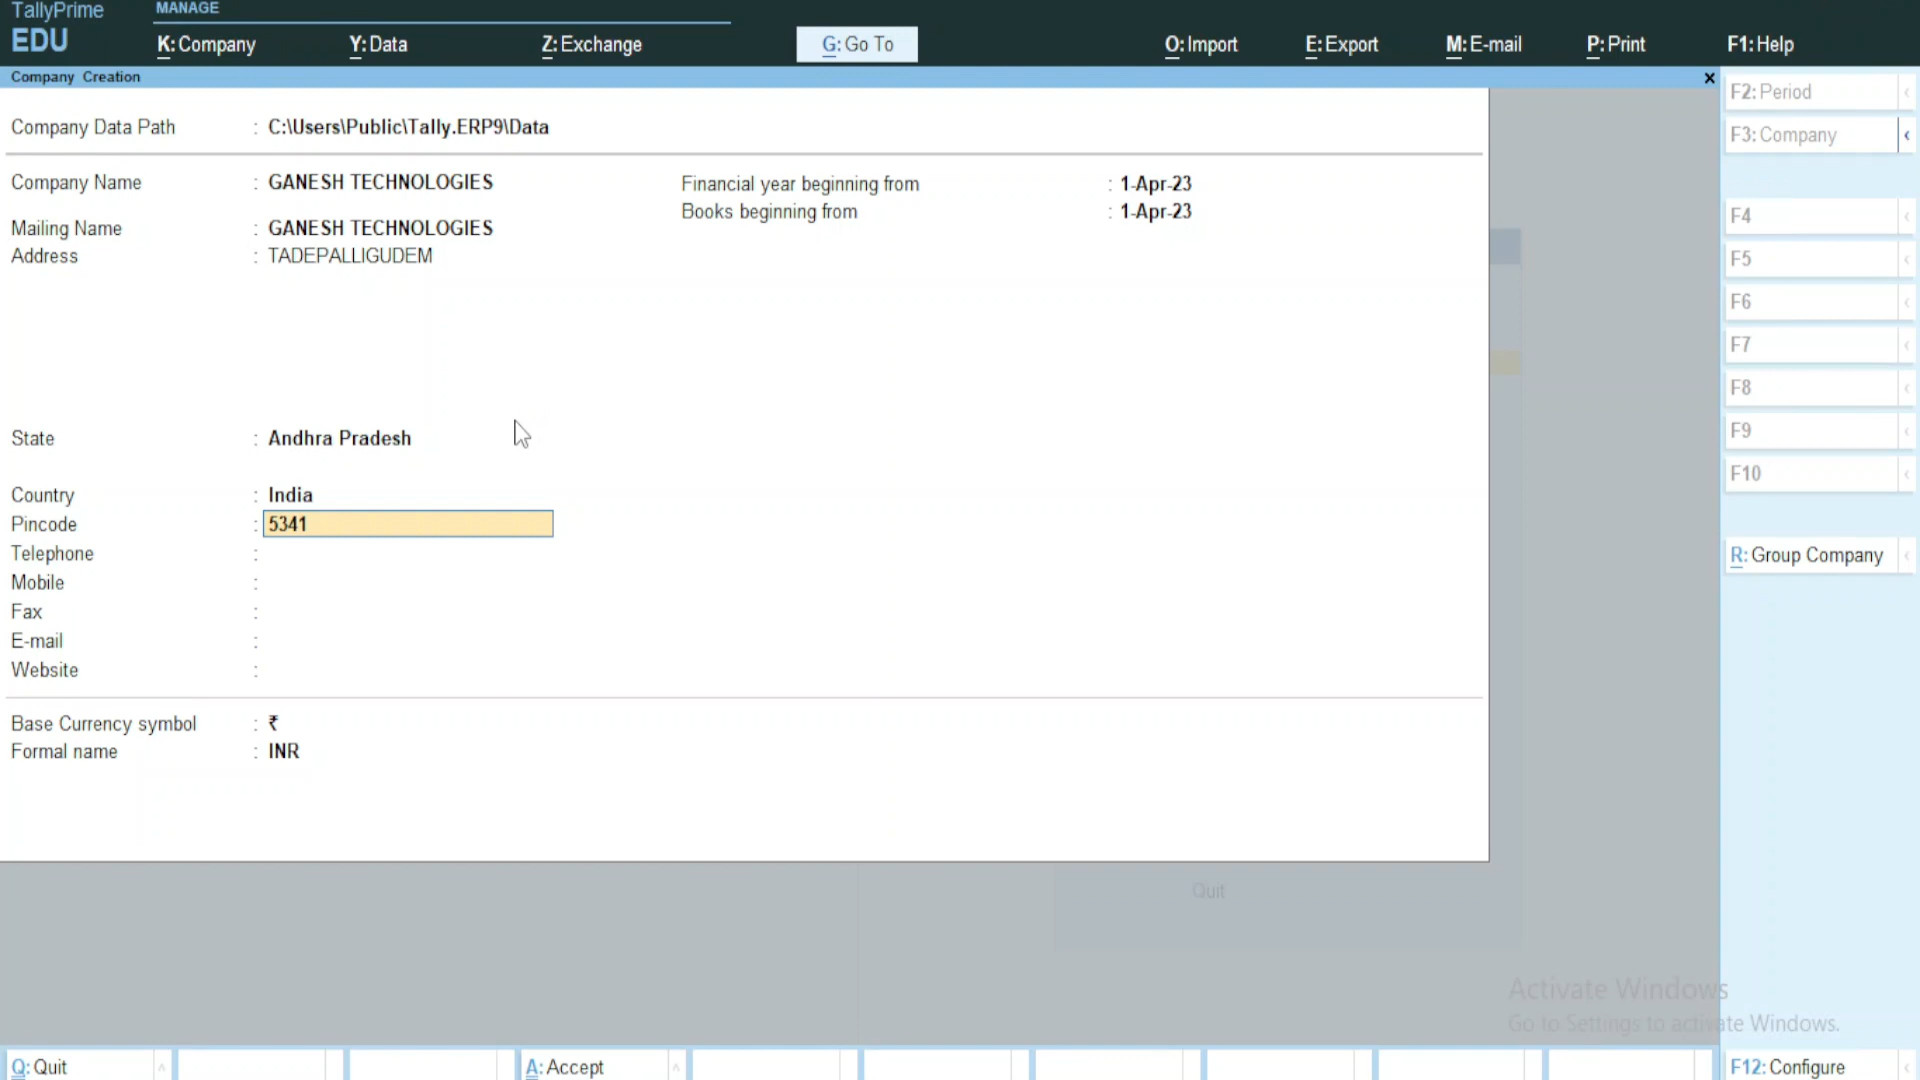 TallyPrime
EDU
MANAGE
K: Company
Y: Data
Z: Exchange
G: Go To
O: Import
E: Export
M: E-mail
P: Print
F1: Help
Company Creation
×
F2: Period
F3: Company
F4
F5
F6
F7
F8
F9
F10
R: Group Company
F12: Configure
Company Data Path : C:\Users\Public\Tally.ERP9\Data
Company Name : GANESH TECHNOLOGIES
Mailing Name : GANESH TECHNOLOGIES
Address : TADEPALLIGUDEM
Financial year beginning from : 1-Apr-23
Books beginning from : 1-Apr-23
State : Andhra Pradesh
Country : India
Pincode : 5341
Telephone :
Mobile :
Fax :
E-mail :
Website :
Base Currency symbol : ₹
Formal name : INR
Quit
Activate Windows
Go to Settings to activate Windows.
Q: Quit
A: Accept